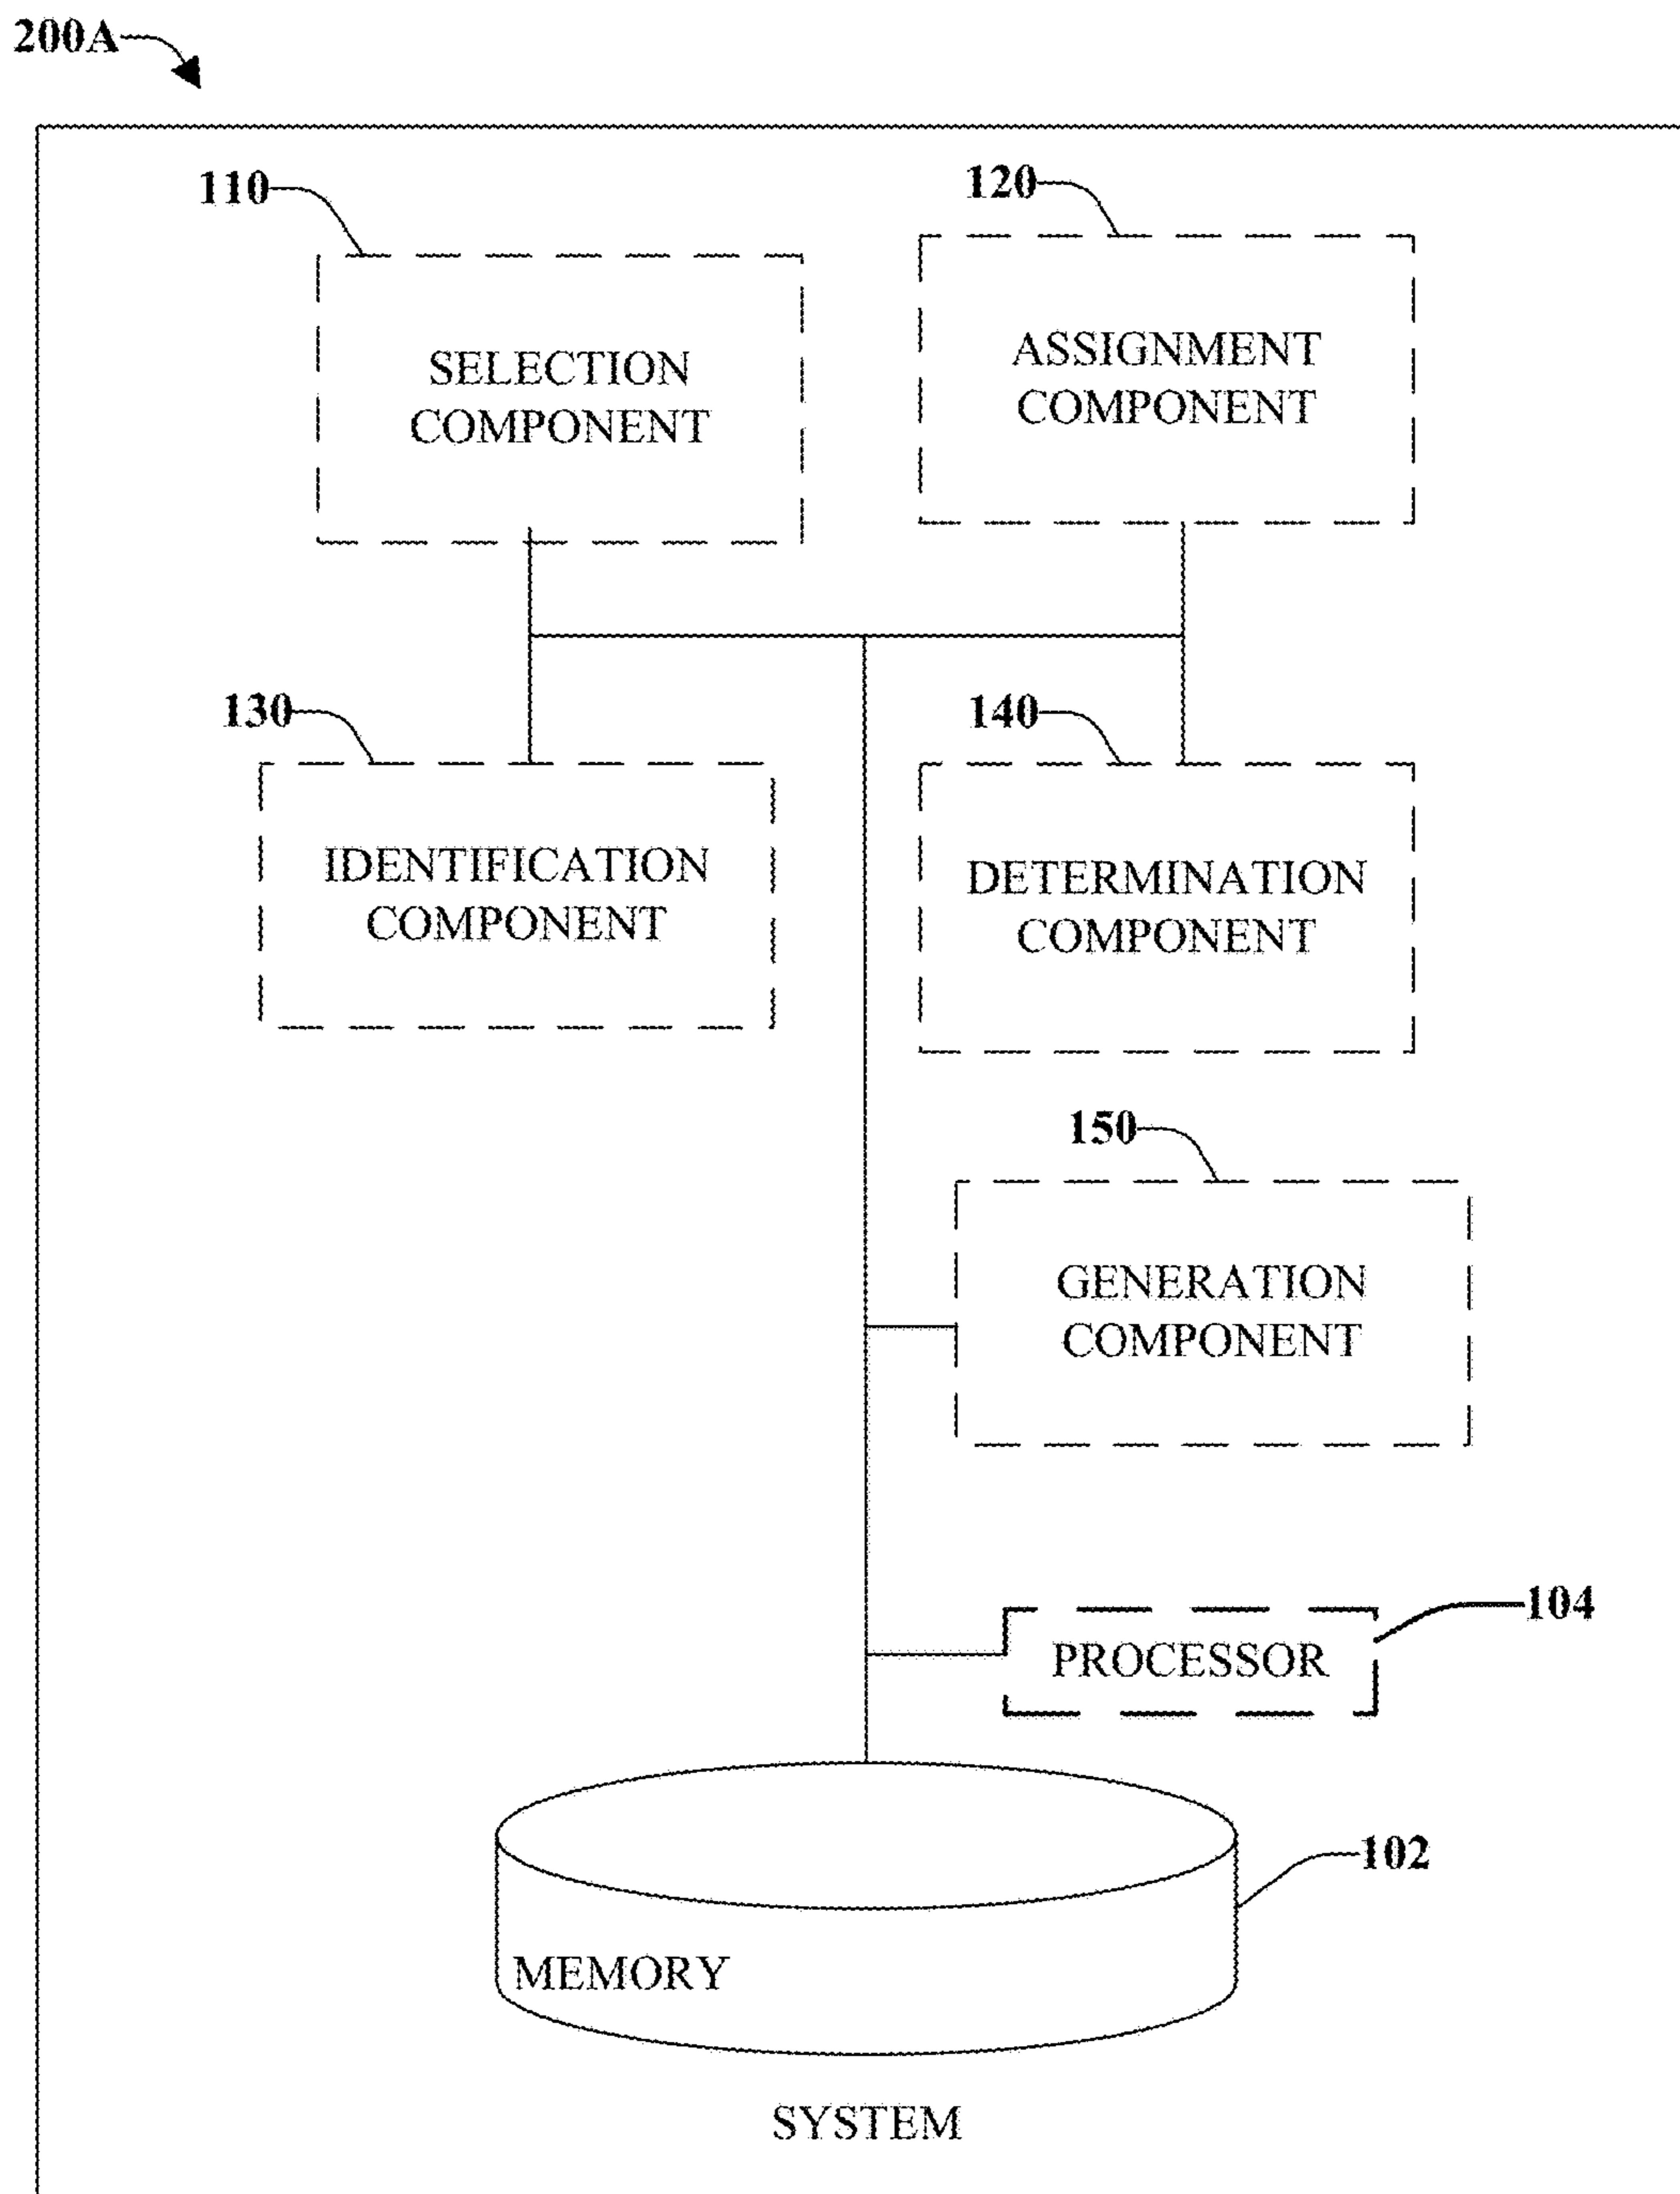 200A
110
120
SELECTION
COMPONENT
ASSIGNMENT
COMPONENT
130
140
IDENTIFICATION
COMPONENT
DETERMINATION
COMPONENT
150
GENERATION
COMPONENT
104
PROCESSOR
102
MEMORY
SYSTEM